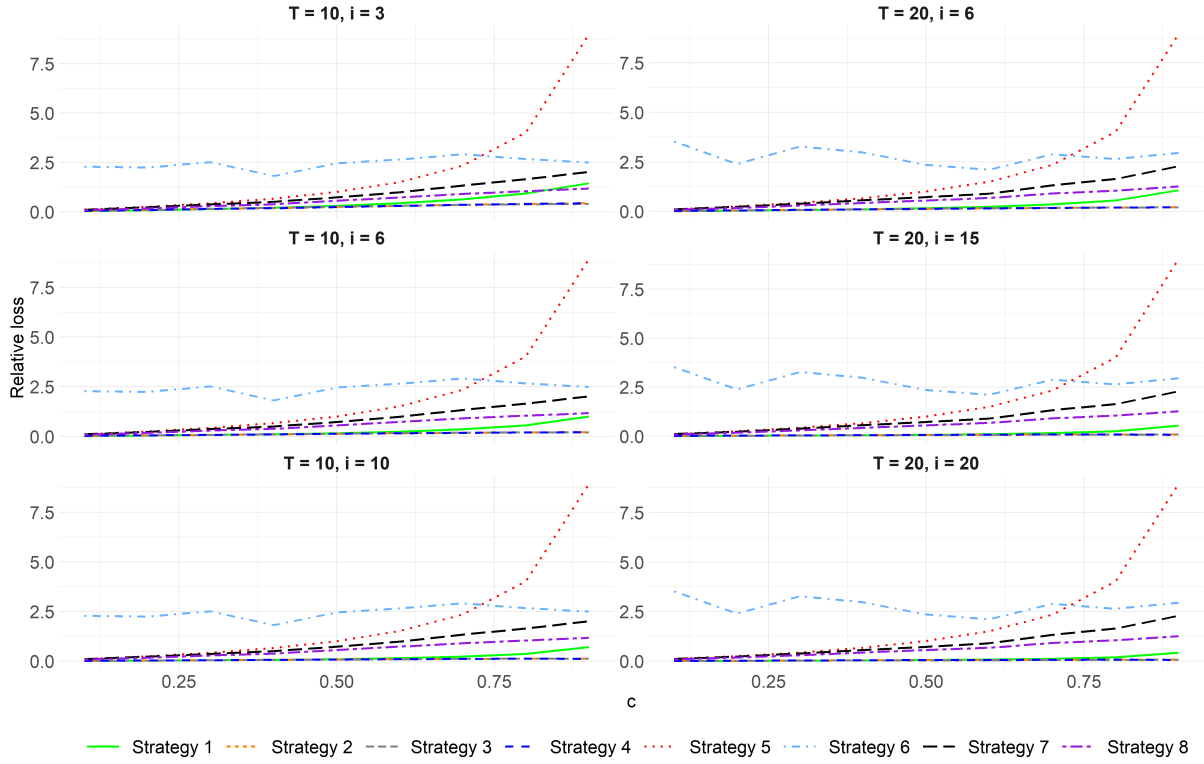 T = 10, i = 3
T = 20, i = 6
7.5
5.0
2.5
0.0
7.5
5.0
2.5
0.0
T = 10, i = 6
T = 20, i = 15
7.5
5.0
2.5
0.0
7.5
5.0
2.5
0.0
Relative loss
T = 10, i = 10
T = 20, i = 20
7.5
5.0
2.5
0.0
7.5
5.0
2.5
0.0
0.25 0.50 0.75
0.25 0.50 0.75
c
Strategy 1 Strategy 2 Strategy 3 Strategy 4 Strategy 5 Strategy 6 Strategy 7 Strategy 8